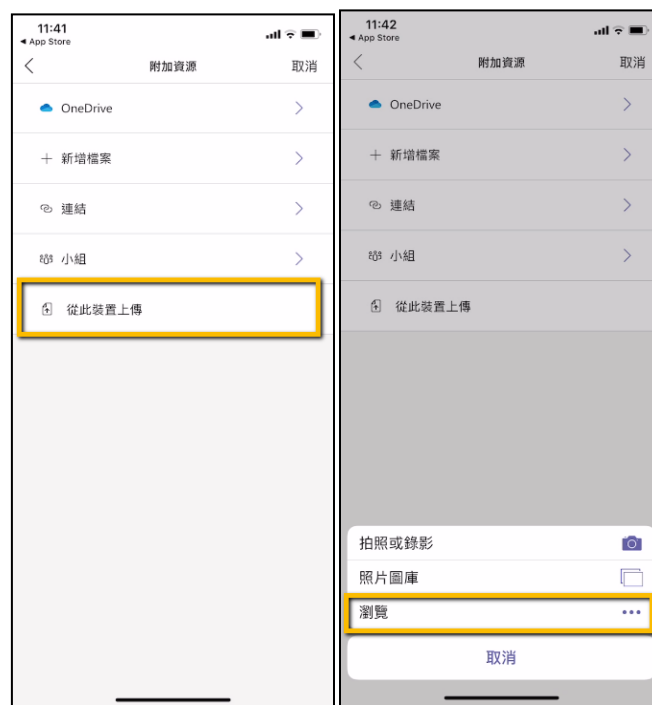 11:41
◀ App Store
附加資源
取消
OneDrive
新增檔案
連結
小組
從此裝置上傳
11:42
◀ App Store
附加資源
取消
OneDrive
新增檔案
連結
小組
從此裝置上傳
拍照或錄影
照片圖庫
瀏覽
取消